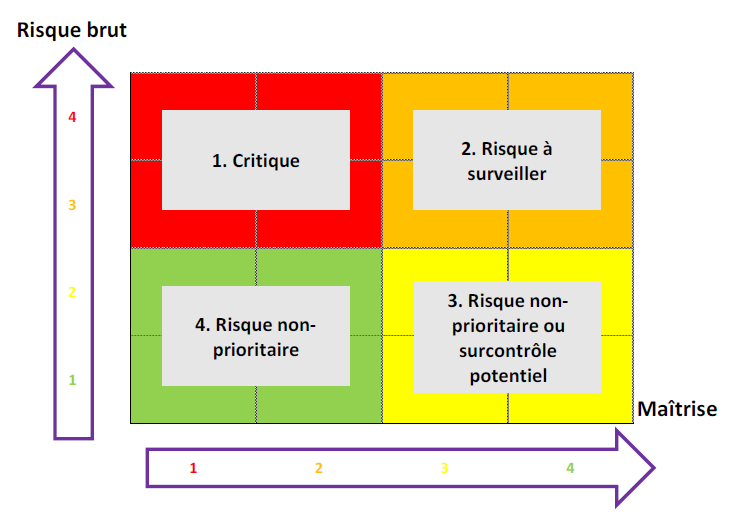 Risque brut
4
1. Critique
2. Risque à
surveiller
3
2
4. Risque non-
prioritaire
3. Risque non-
prioritaire ou
surcontrôle
potentiel
1
Maîtrise
1 2 3 4